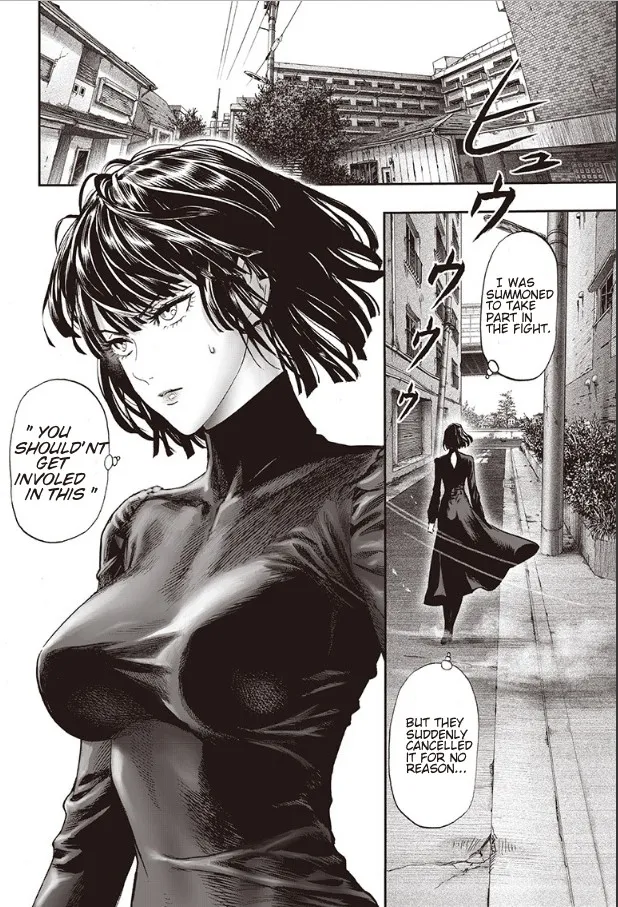 ヒュウウウウ
I WAS
SUMMONED
TO TAKE
PART IN
THE FIGHT.
BUT THEY
SUDDENLY
CANCELLED
IT FOR NO
REASON...
" YOU
SHOULD'NT
GET
INVOLED
IN THIS "